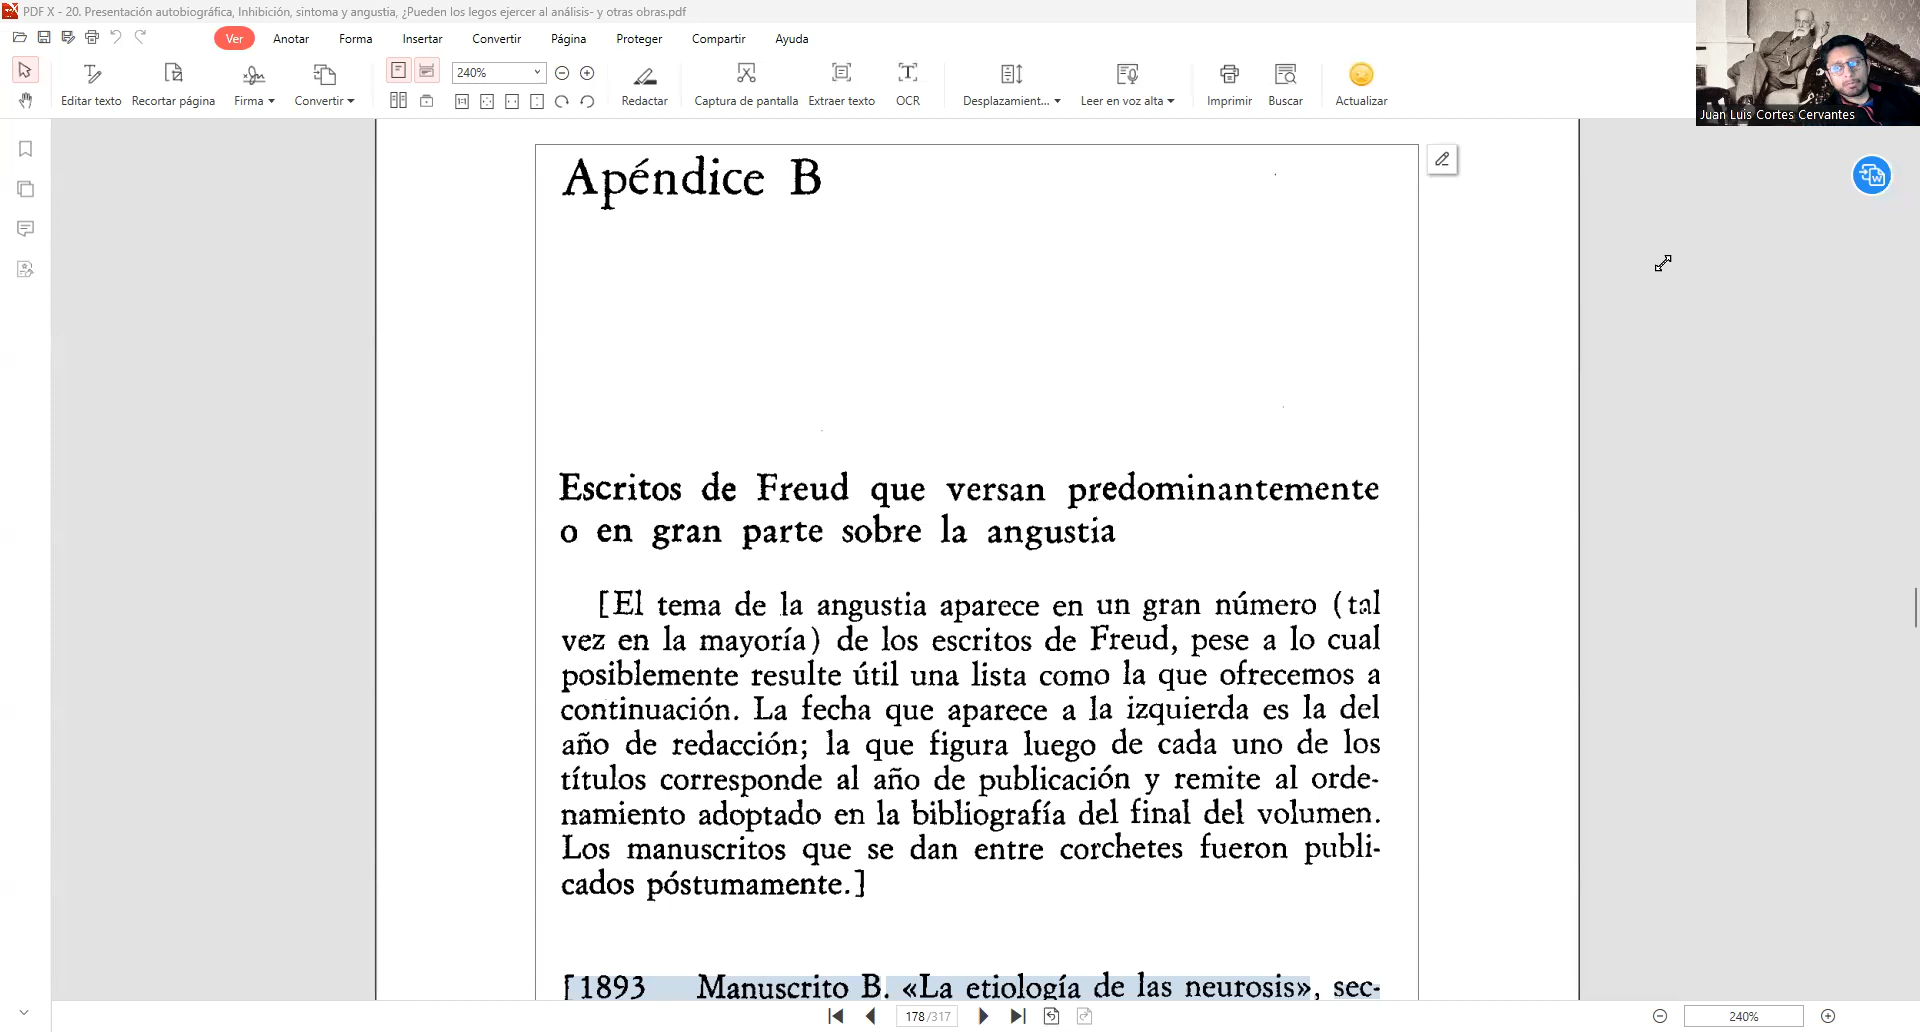 PDF X - 20. Presentación autobiográfica, Inhibición, sintoma y angustia, ¿Pueden los legos ejercer al análisis- y otras obras.pdf
Ver Anotar Forma Insertar Convertir Página Proteger Compartir Ayuda
240%
Editar texto Recortar página Firma Convertir Redactar Captura de pantalla Extraer texto OCR Desplazamient... Leer en voz alta Imprimir Buscar Actualizar
Juan Luis Cortes Cervantes
Apéndice B
Escritos de Freud que versan predominantemente
o en gran parte sobre la angustia
[El tema de la angustia aparece en un gran número (tal
vez en la mayoría) de los escritos de Freud, pese a lo cual
posiblemente resulte útil una lista como la que ofrecemos a
continuación. La fecha que aparece a la izquierda es la del
año de redacción; la que figura luego de cada uno de los
títulos corresponde al año de publicación y remite al orde-
namiento adoptado en la bibliografía del final del volumen.
Los manuscritos que se dan entre corchetes fueron publi-
cados póstumamente.]
[1893 Manuscrito B. «La etiología de las neurosis», sec-
178/317
240%